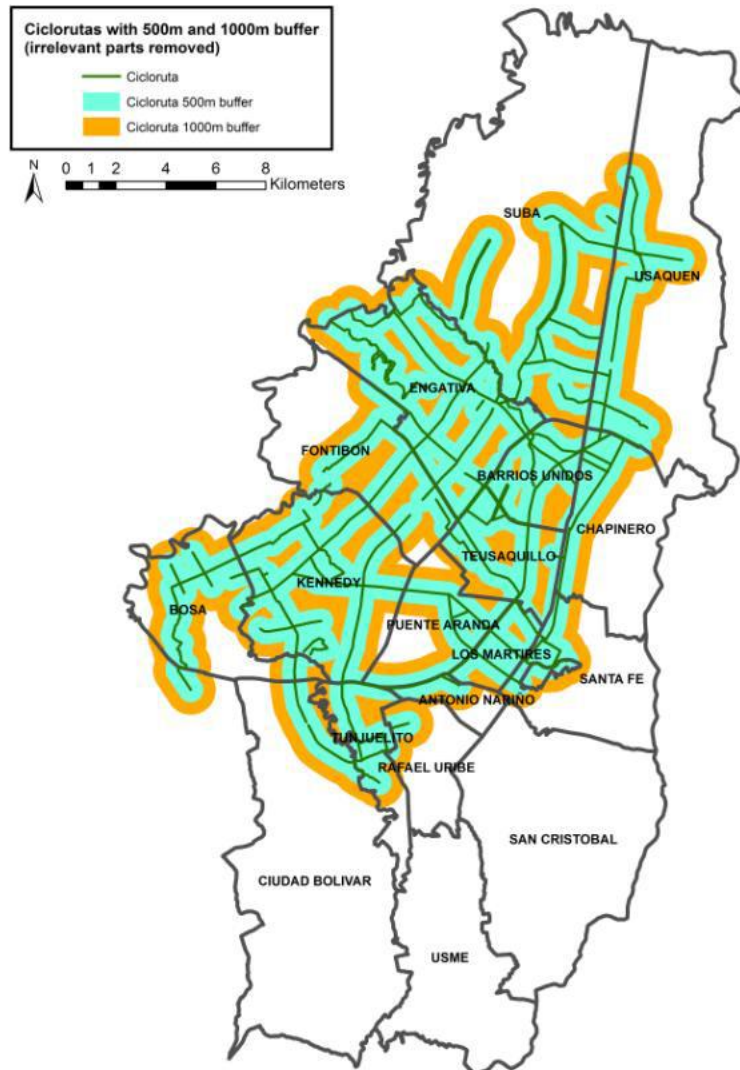 Ciclorutas with 500m and 1000m buffer
(irrelevant parts removed)
Cicloruta
Cicloruta 500m buffer
Cicloruta 1000m buffer
N
0 1 2 4 6 8
Kilometers
SUBA
USAQUEN
ENGATIVA
FONTIBON
BARRIOS UNIDOS
CHAPINERO
TEUSAQUILLO
KENNEDY
BOSA
PUENTE ARANDA
LOS MARTIRES
SANTA FE
ANTONIO NARIÑO
TUNJUELITO
RAFAEL URIBE
SAN CRISTOBAL
CIUDAD BOLIVAR
USME